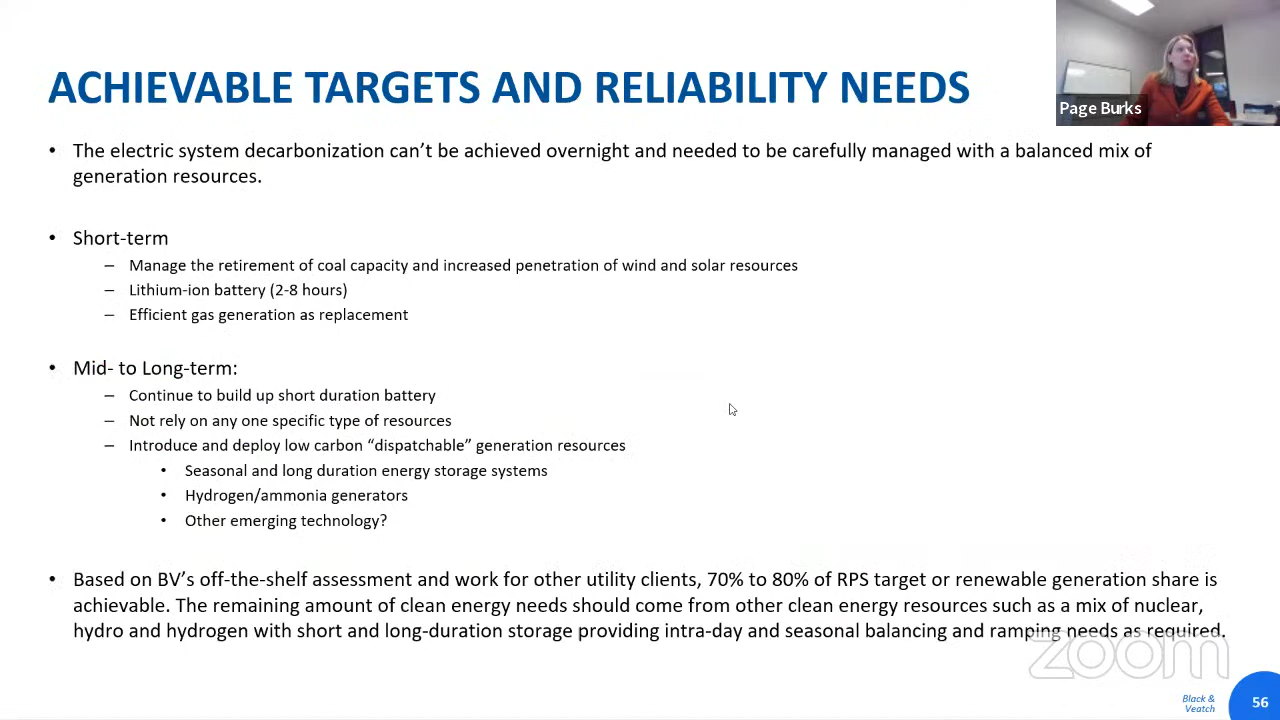 ACHIEVABLE TARGETS AND RELIABILITY NEEDS
Page Burks
• The electric system decarbonization can’t be achieved overnight and needed to be carefully managed with a balanced mix of
generation resources.
• Short-term
– Manage the retirement of coal capacity and increased penetration of wind and solar resources
– Lithium-ion battery (2-8 hours)
– Efficient gas generation as replacement
• Mid- to Long-term:
– Continue to build up short duration battery
– Not rely on any one specific type of resources
– Introduce and deploy low carbon “dispatchable” generation resources
• Seasonal and long duration energy storage systems
• Hydrogen/ammonia generators
• Other emerging technology?
• Based on BV’s off-the-shelf assessment and work for other utility clients, 70% to 80% of RPS target or renewable generation share is
achievable. The remaining amount of clean energy needs should come from other clean energy resources such as a mix of nuclear,
hydro and hydrogen with short and long-duration storage providing intra-day and seasonal balancing and ramping needs as required.
zoom
Black &
Veatch
56